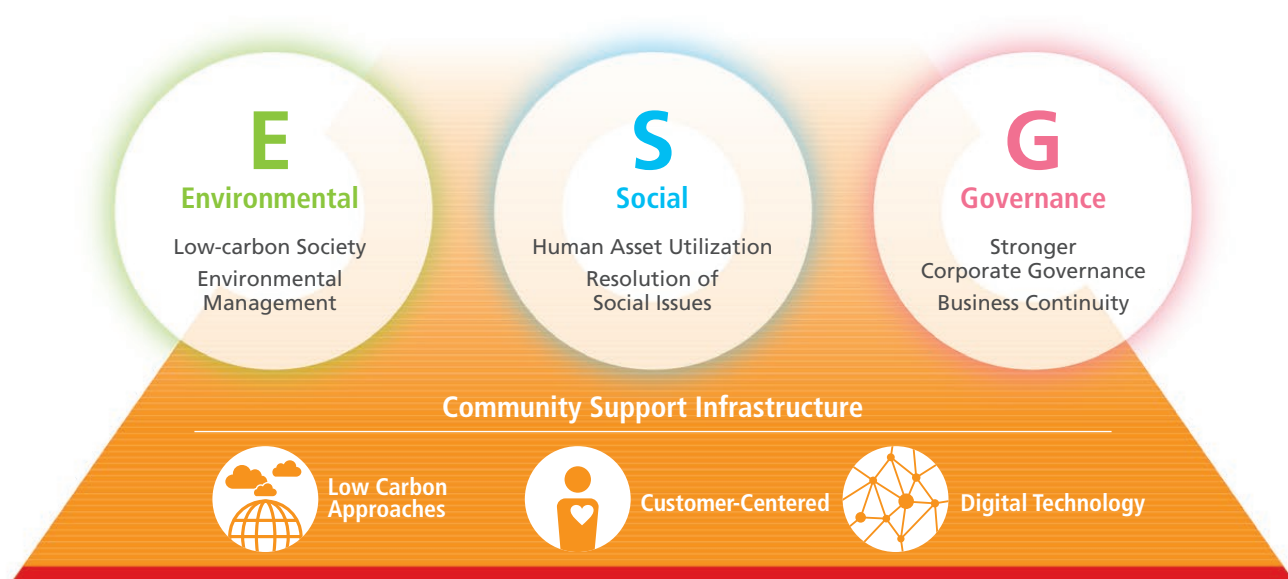 E
Environmental
Low-carbon Society
Environmental
Management
S
Social
Human Asset Utilization
Resolution of
Social Issues
G
Governance
Stronger
Corporate Governance
Business Continuity
Community Support Infrastructure
Low Carbon
Approaches
Customer-Centered
Digital Technology